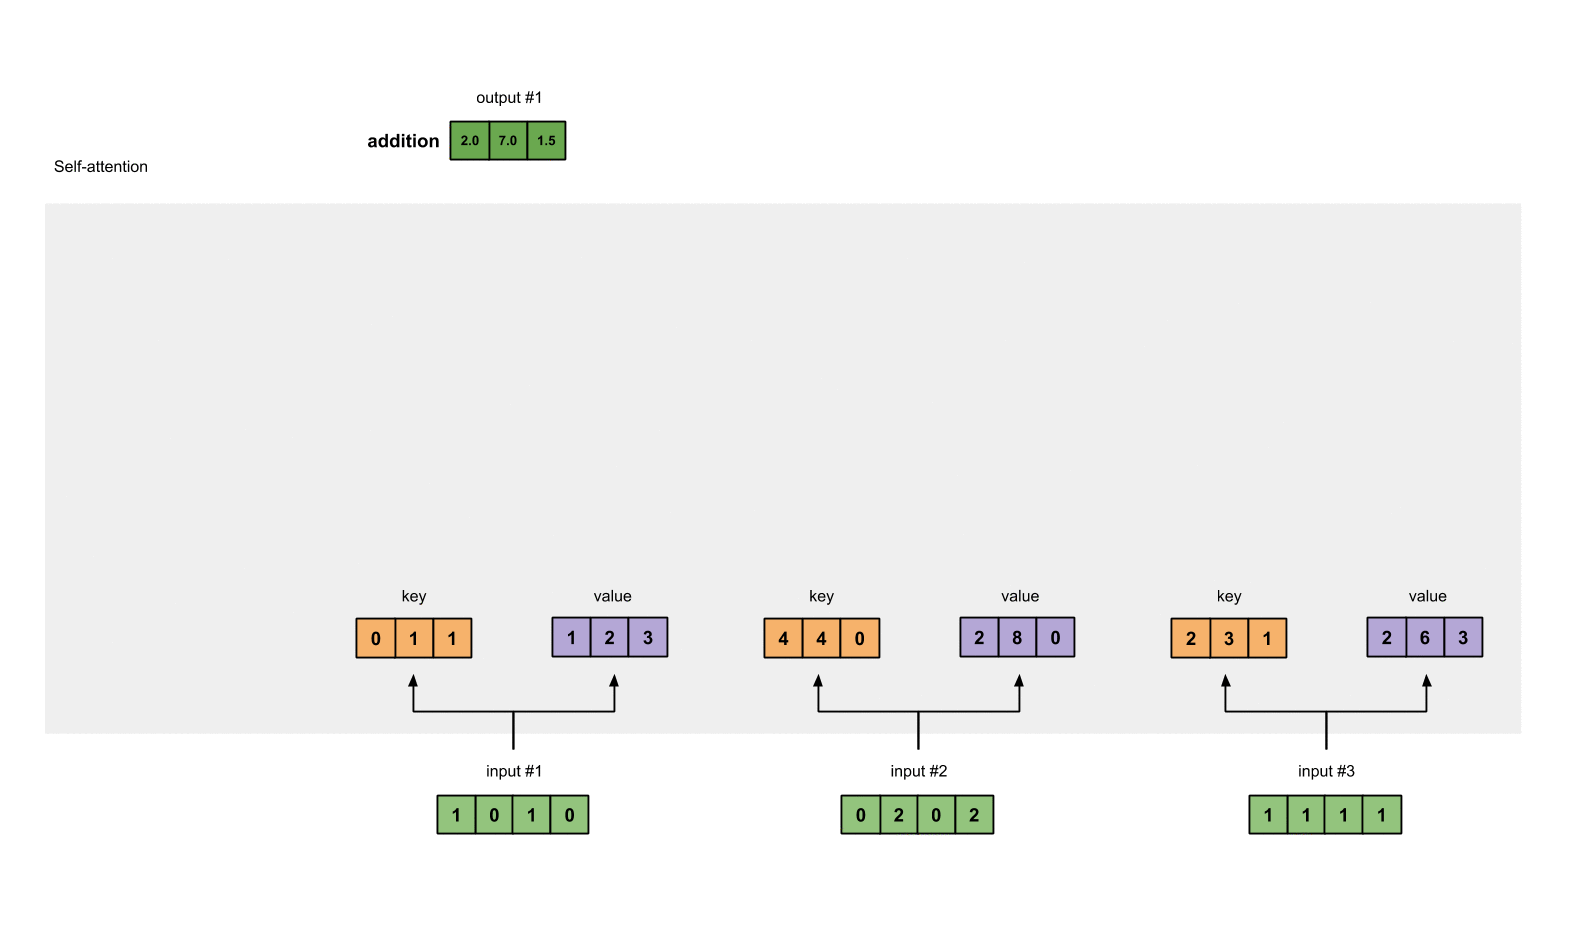 output #1
addition 2.0 7.0 1.5
Self-attention
key value key value key value
0 1 1 1 2 3 4 4 0 2 8 0 2 3 1 2 6 3
input #1 input #2 input #3
1 0 1 0 0 2 0 2 1 1 1 1